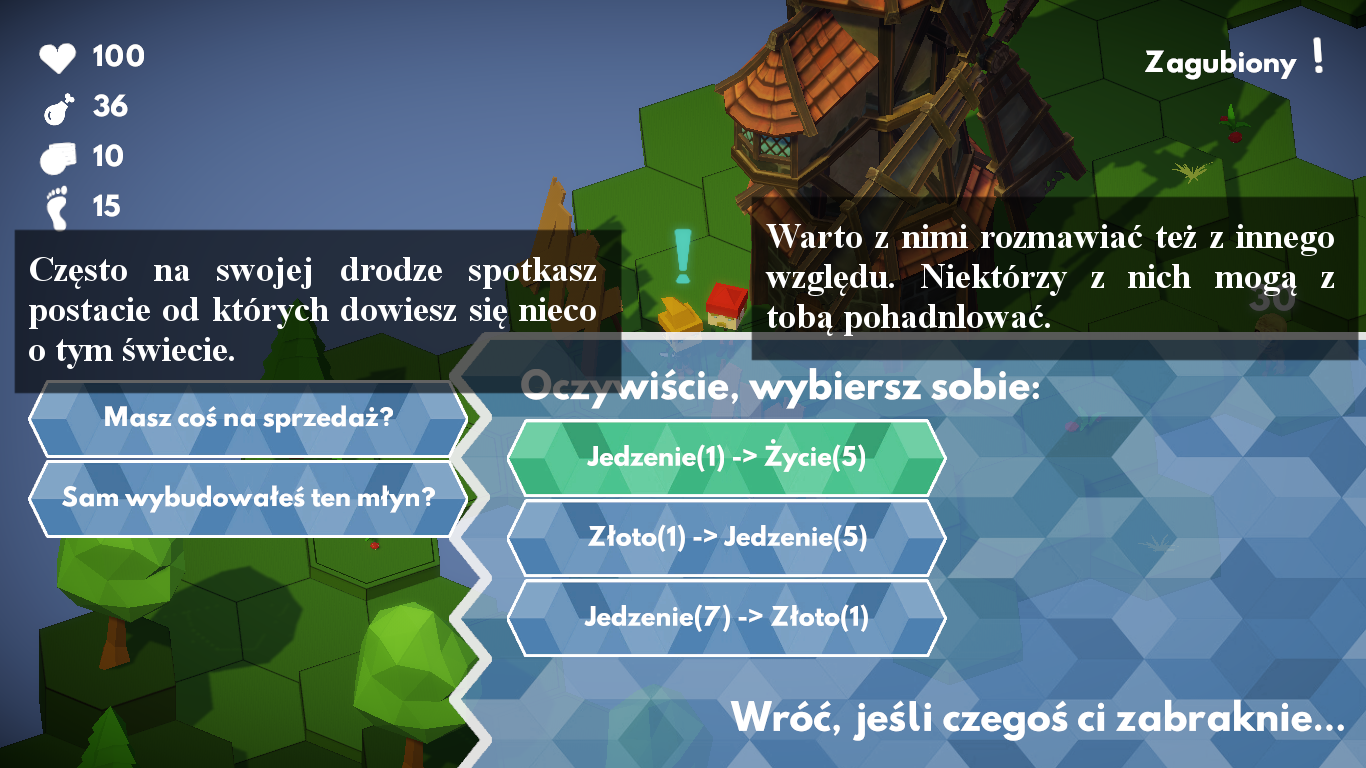 100
36
10
15
Zagubiony !
Często na swojej drodze spotkasz
postacie od których dowiesz się nieco
o tym świecie.
Warto z nimi rozmawiać też z innego
względu. Niektórzy z nich mogą z
tobą pohadnlować.
30
Masz coś na sprzedaż?
Sam wybudowałeś ten młyn?
Oczywiście, wybiersz sobie:
Jedzenie(1) -> Życie(5)
Złoto(1) -> Jedzenie(5)
Jedzenie(7) -> Złoto(1)
Wróć, jeśli czegoś ci zabraknie...